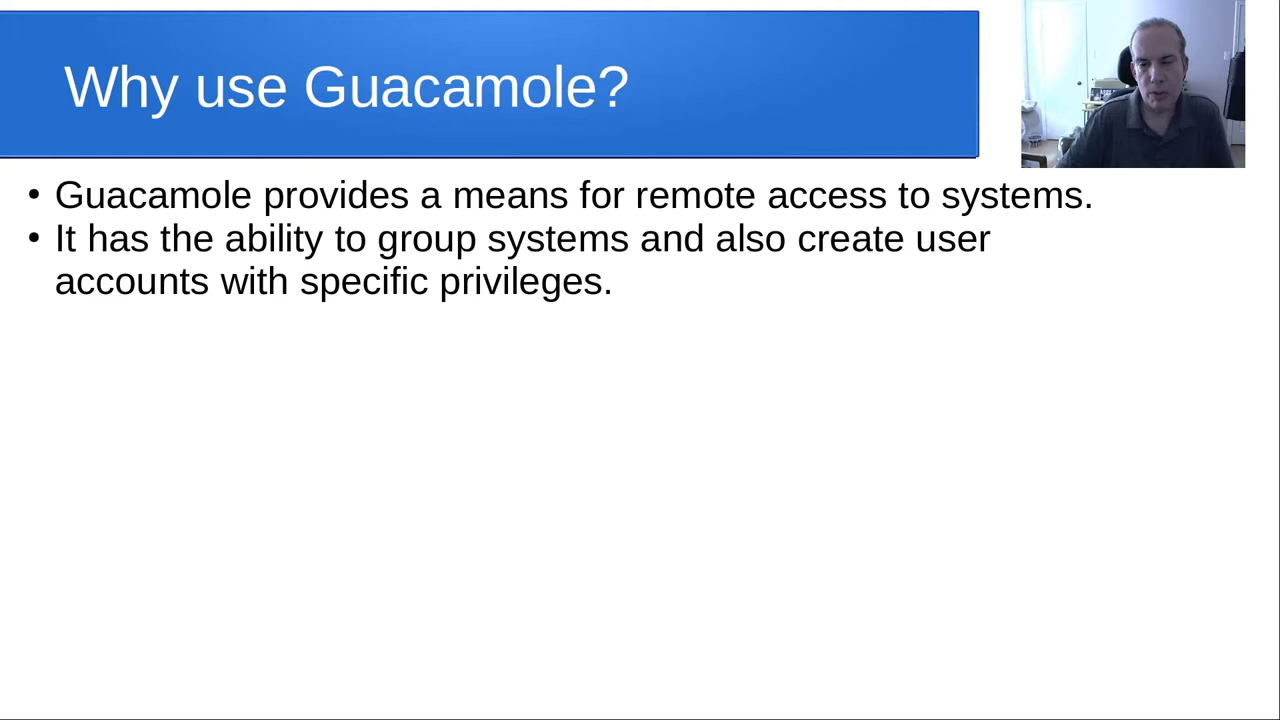 Why use Guacamole?
• Guacamole provides a means for remote access to systems.
• It has the ability to group systems and also create user
accounts with specific privileges.